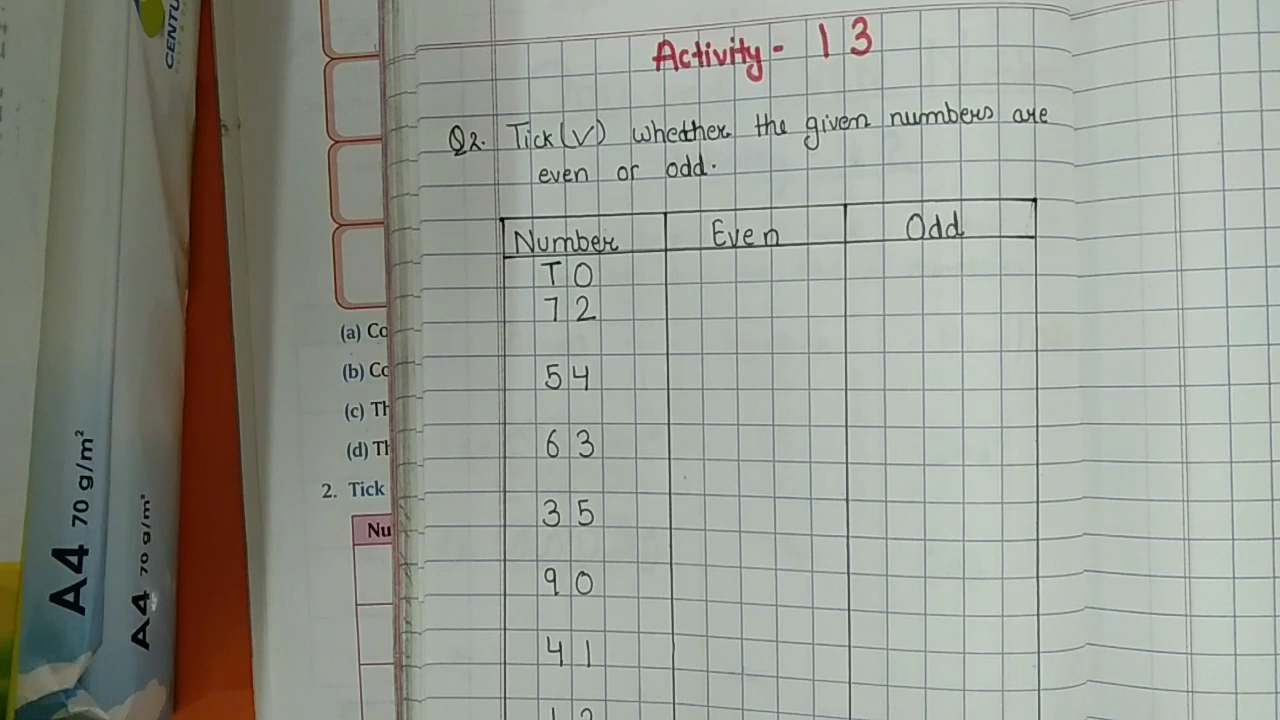 CENTU
A4 70 g/m²
A4 70 g/m²
(a) Co
(b) Co
(c) Th
(d) Th
2. Tick
Nu
Activity - 13
Q2. Tick (√) whether the given numbers are
even or odd.
Number Even Odd
T O
7 2
5 4
6 3
3 5
9 0
4 1